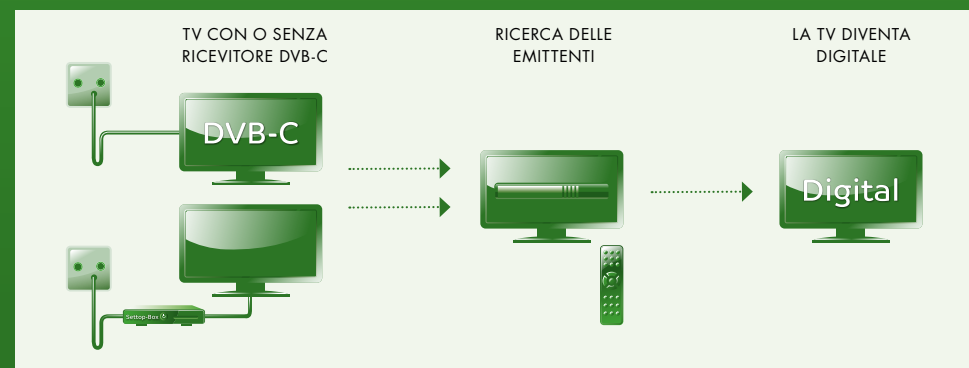 TV CON O SENZA
RICEVITORE DVB-C
RICERCA DELLE
EMITTENTI
LA TV DIVENTA
DIGITALE
DVB-C
Digital
Settop-Box